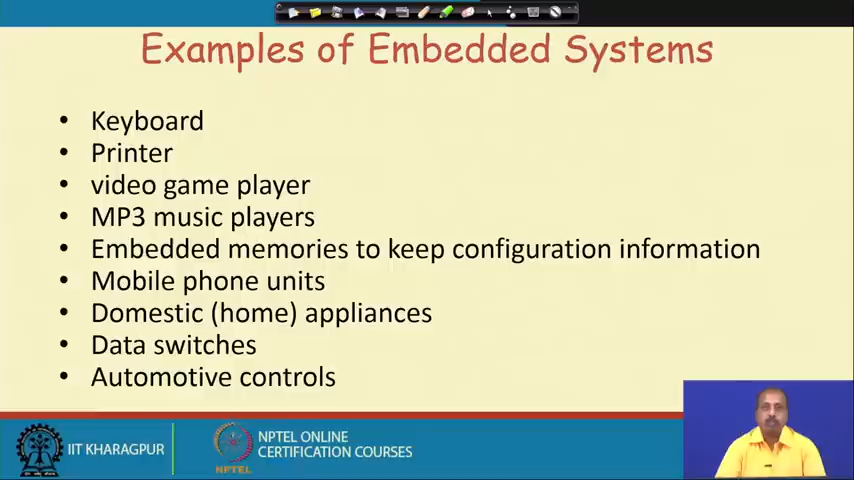 Examples of Embedded Systems
• Keyboard
• Printer
• video game player
• MP3 music players
• Embedded memories to keep configuration information
• Mobile phone units
• Domestic (home) appliances
• Data switches
• Automotive controls
IIT KHARAGPUR
NPTEL
NPTEL ONLINE
CERTIFICATION COURSES